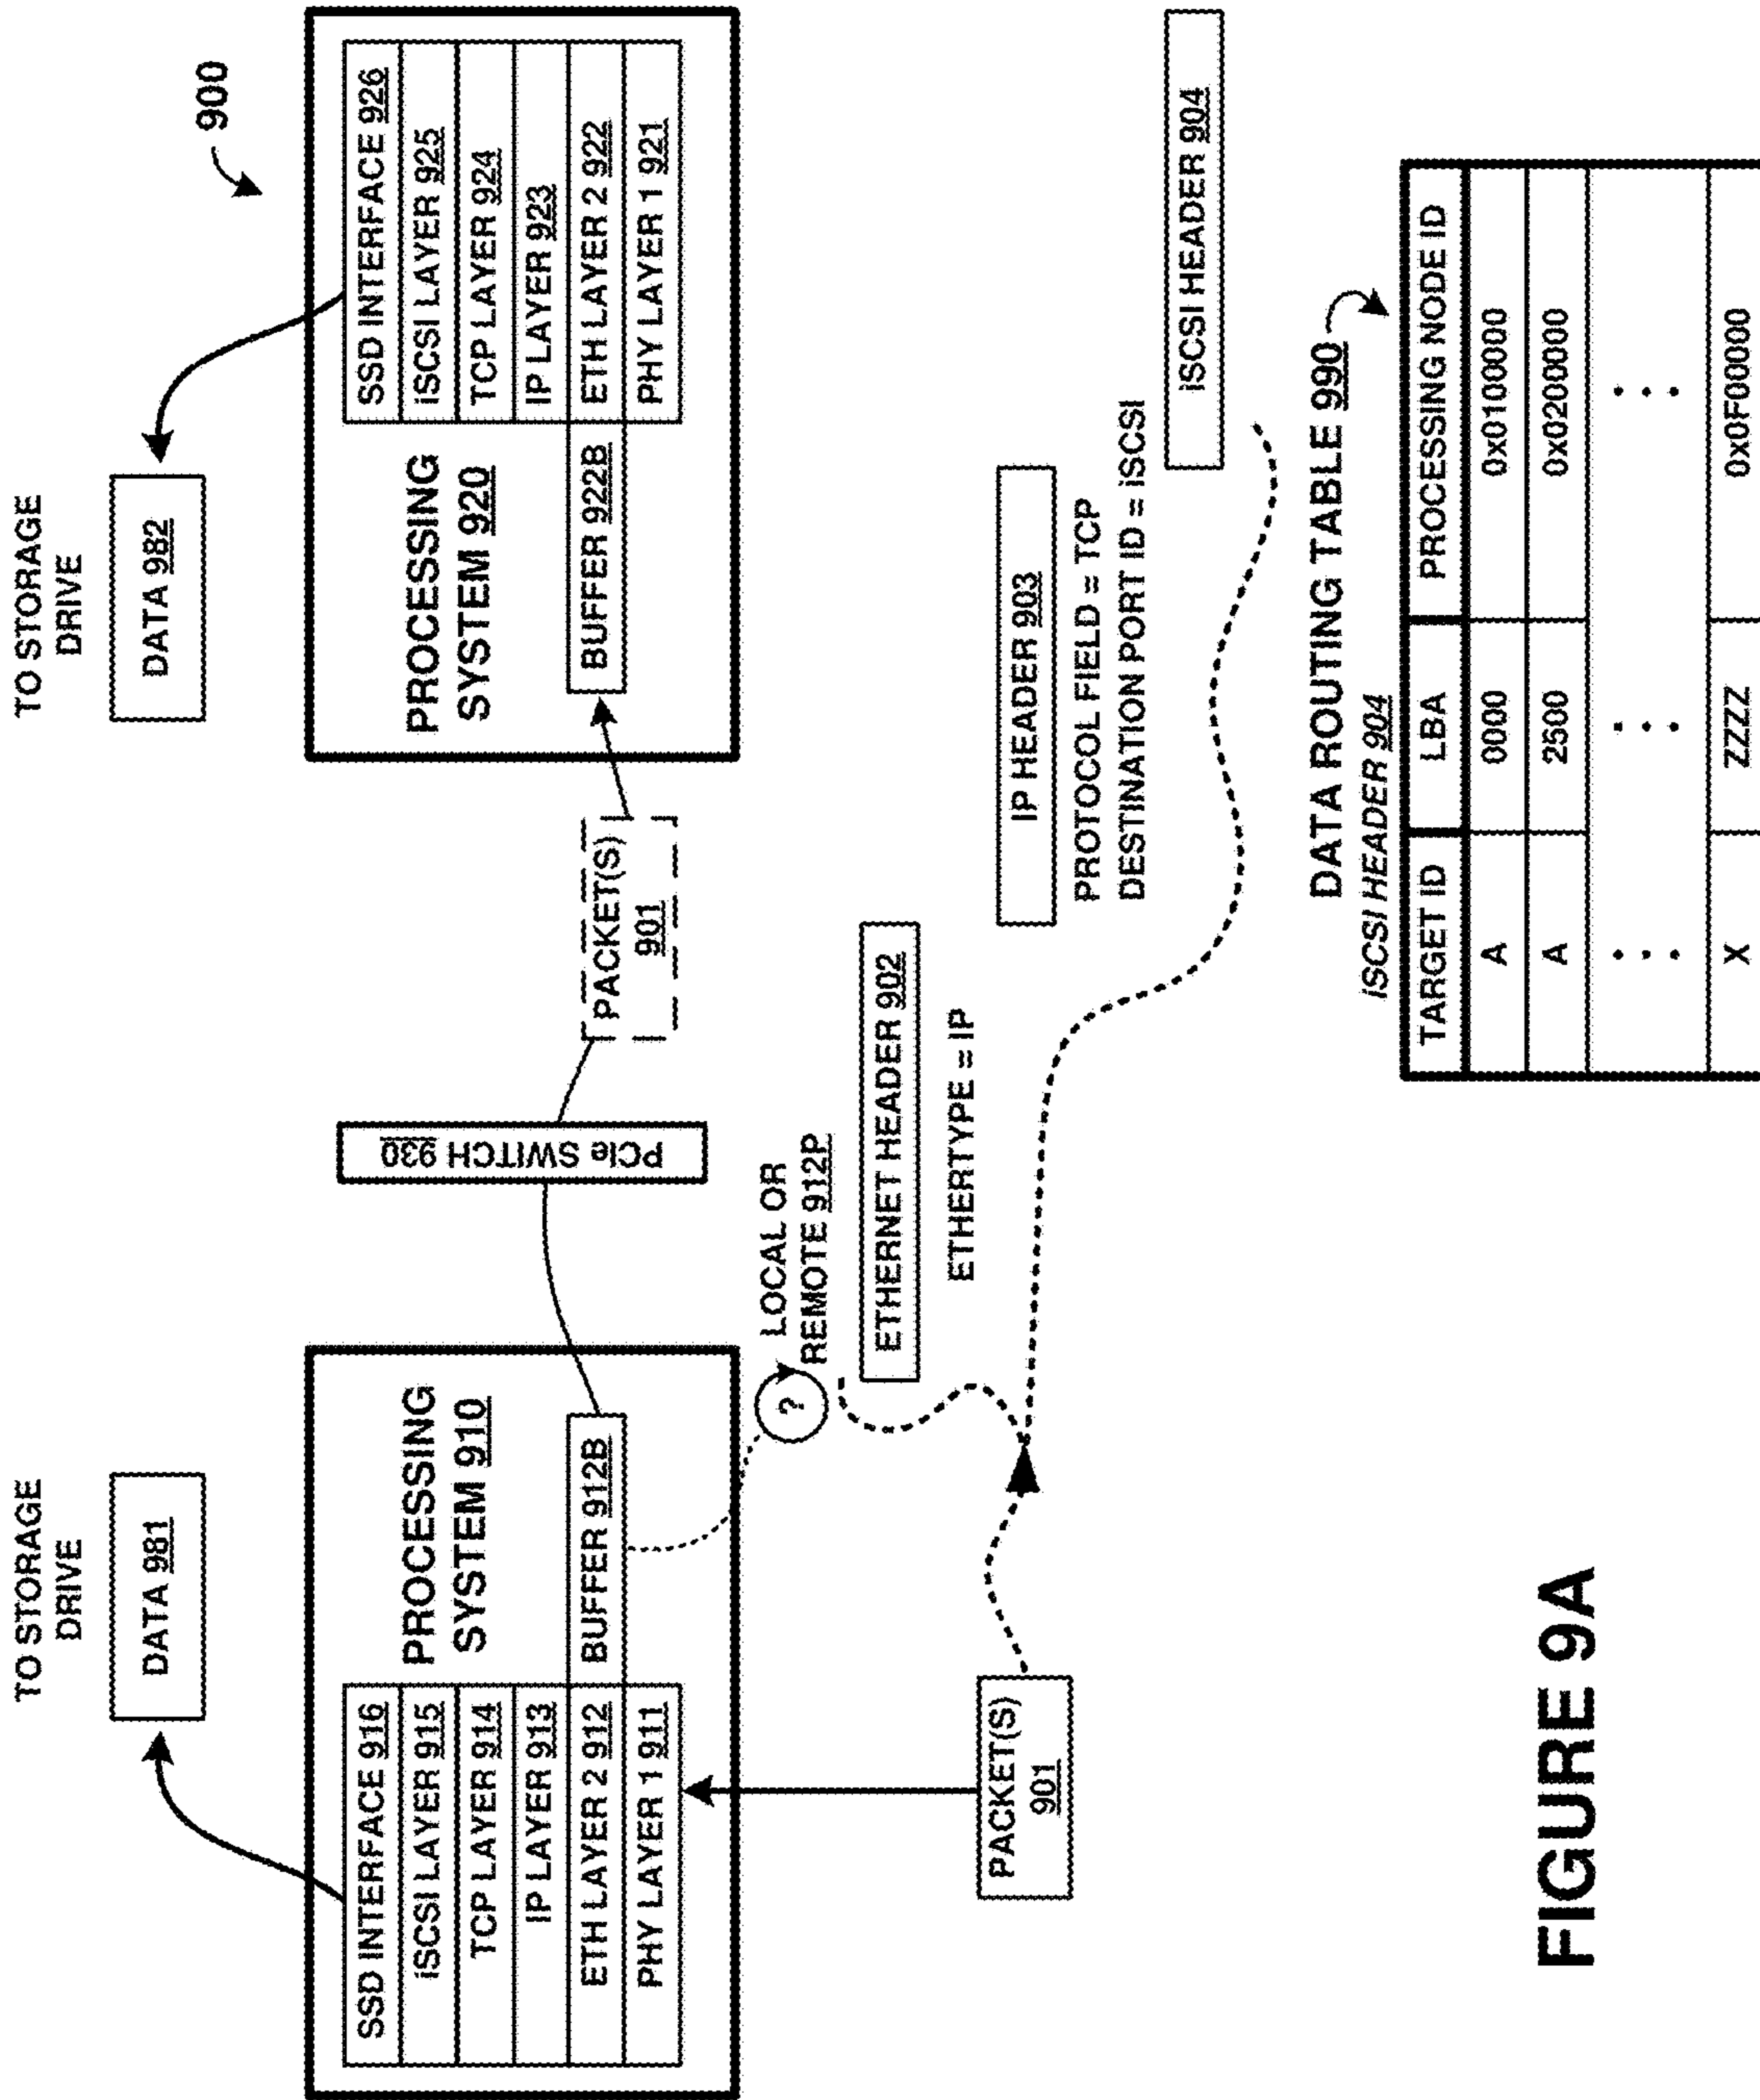 TO STORAGE
DRIVE
DATA 981
SSD INTERFACE 916
iSCSI LAYER 915
TCP LAYER 914
IP LAYER 913
ETH LAYER 2 912
PHY LAYER 1 911
PROCESSING
SYSTEM 910
BUFFER 912B
PCIe SWITCH 930
PACKET(S)
901
TO STORAGE
DRIVE
DATA 982
900
PROCESSING
SYSTEM 920
BUFFER 922B
SSD INTERFACE 926
iSCSI LAYER 925
TCP LAYER 924
IP LAYER 923
ETH LAYER 2 922
PHY LAYER 1 921
?
LOCAL OR
REMOTE 912P
PACKET(S)
901
ETHERNET HEADER 902
ETHERTYPE = IP
IP HEADER 903
PROTOCOL FIELD = TCP
DESTINATION PORT ID = iSCSI
iSCSI HEADER 904
DATA ROUTING TABLE 990
iSCSI HEADER 904
TARGET ID LBA PROCESSING NODE ID
A 0000 0x0100000
A 2500 0x0200000
X ZZZZ 0x0F00000
FIGURE 9A